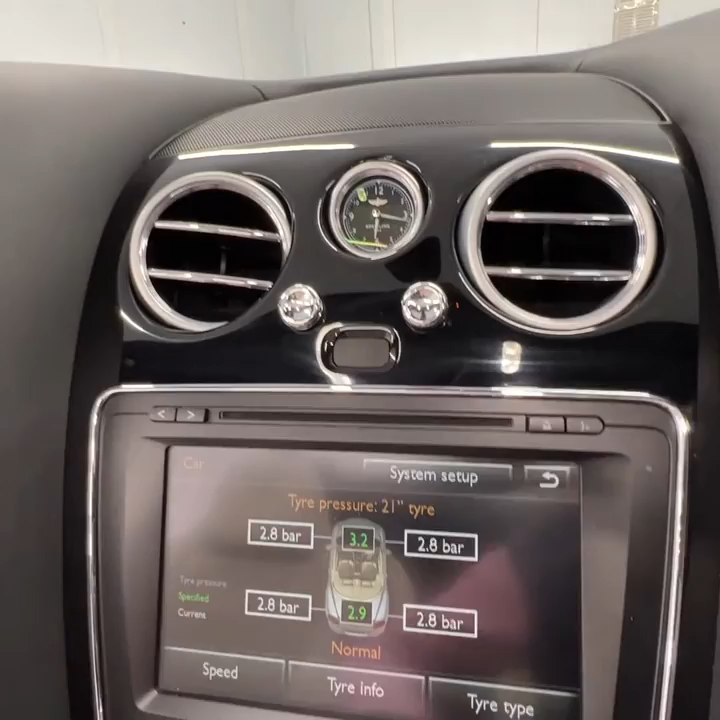 12
Car
System setup
Tyre pressure: 21" tyre
2.8 bar 3.2 2.8 bar
Tyre pressure
Specified
Current
2.8 bar 2.9 2.8 bar
Normal
Speed
Tyre info
Tyre type